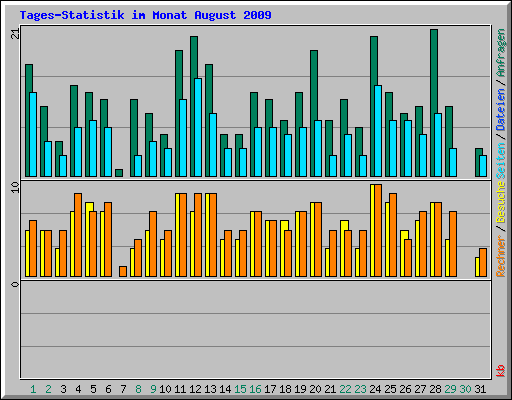 Tages-Statistik im Monat August 2009
21
10
0
Rechner / Besuche Seiten / Dateien / Anfragen
kb
1 2 3 4 5 6 7 8 9 10 11 12 13 14 15 16 17 18 19 20 21 22 23 24 25 26 27 28 29 30 31